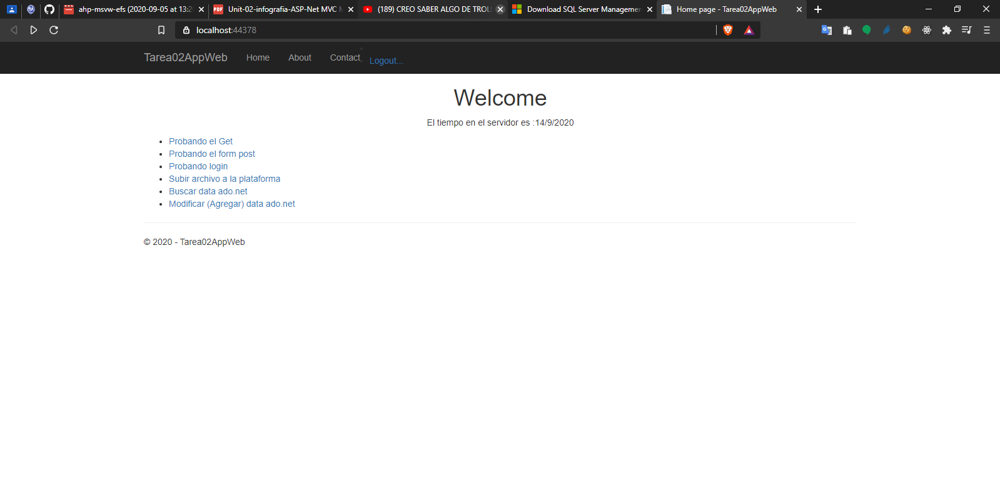 ahp-msvw-efs (2020-09-05 at 13:2
PDF Unit-02-infografia-ASP-Net MVC M
(189) CREO SABER ALGO DE TROLL
Download SQL Server Managemen
Home page - Tarea02AppWeb
localhost:44378
Tarea02AppWeb Home About Contact Logout...
Welcome
El tiempo en el servidor es :14/9/2020
Probando el Get
Probando el form post
Probando login
Subir archivo a la plataforma
Buscar data ado.net
Modificar (Agregar) data ado.net
© 2020 - Tarea02AppWeb